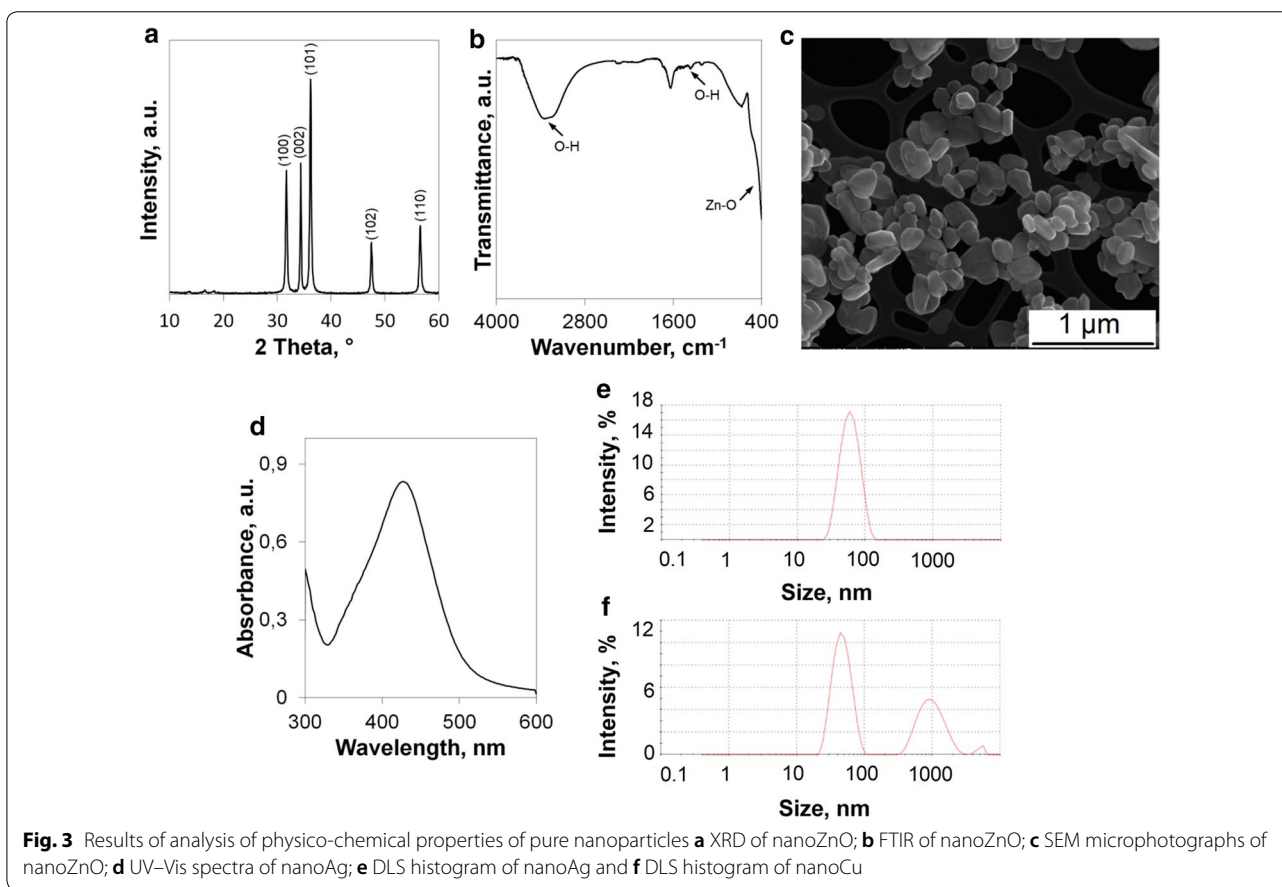 a
Intensity, a.u.
(100)
(002)
(101)
(102)
(110)
10 20 30 40 50 60
2 Theta, °
b
Transmittance, a.u.
O-H
O-H
Zn-O
4000 2800 1600 400
Wavenumber, cm-1
c
1 µm
d
Absorbance, a.u.
0,9
0,6
0,3
0
300 400 500 600
Wavelength, nm
e
Intensity, %
18
14
10
6
2
0.1 1 10 100 1000
Size, nm
f
Intensity, %
12
6
0
0.1 1 10 100 1000
Size, nm
Fig. 3 Results of analysis of physico-chemical properties of pure nanoparticles a XRD of nanoZnO; b FTIR of nanoZnO; c SEM microphotographs of
nanoZnO; d UV–Vis spectra of nanoAg; e DLS histogram of nanoAg and f DLS histogram of nanoCu